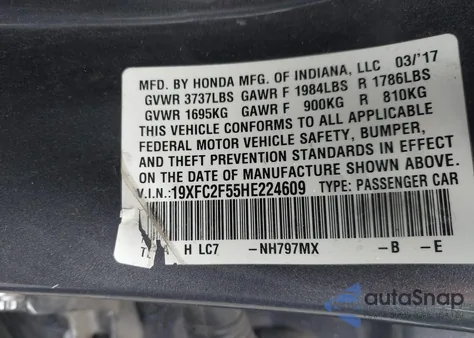 MFD. BY HONDA MFG. OF INDIANA, LLC 03/'17
GVWR 3737LBS GAWR F 1984LBS R 1786LBS
GVWR 1695KG GAWR F 900KG R 810KG
THIS VEHICLE CONFORMS TO ALL APPLICABLE
FEDERAL MOTOR VEHICLE SAFETY, BUMPER,
AND THEFT PREVENTION STANDARDS IN EFFECT
ON THE DATE OF MANUFACTURE SHOWN ABOVE.
V.I.N.:19XFC2F55HE224609 TYPE: PASSENGER CAR
H LC7 -NH797MX -B -E
autoSnap